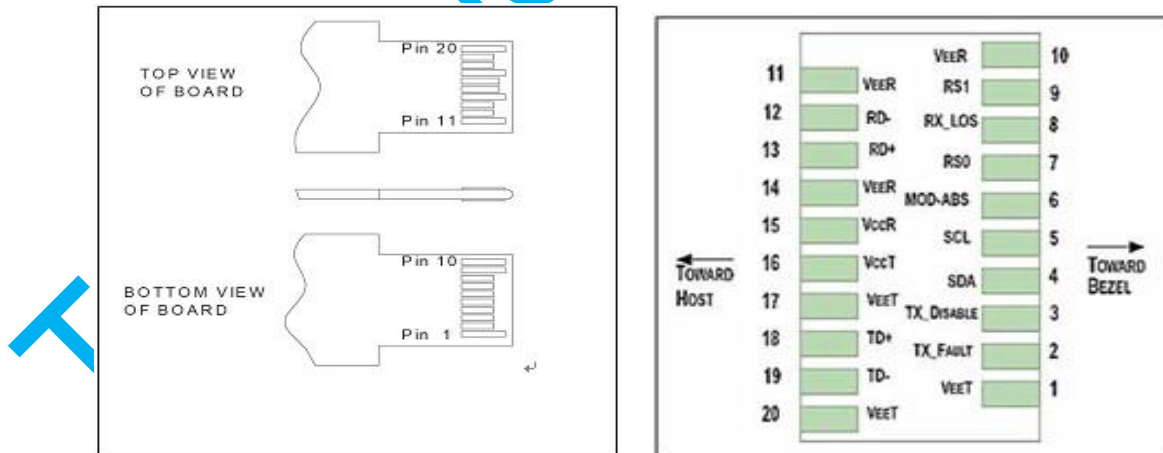 TOP VIEW
OF BOARD
Pin 20
Pin 11
BOTTOM VIEW
OF BOARD
Pin 10
Pin 1
TOWARD
HOST
11
12
13
14
15
16
17
18
19
20
VEER
RD-
RD+
VEER
VCCR
VCCT
VEET
TD+
TD-
VEET
VEER
RS1
RX_LOS
RS0
MOD-ABS
SCL
SDA
TX_DISABLE
TX_FAULT
VEET
10
9
8
7
6
5
4
3
2
1
TOWARD
BEZEL